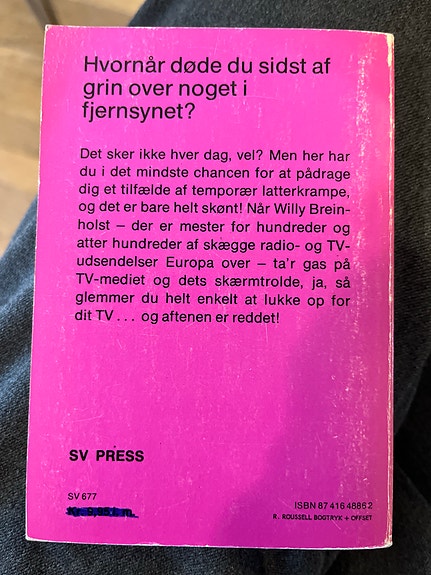 Hvornår døde du sidst af
grin over noget i
fjernsynet?
Det sker ikke hver dag, vel? Men her har
du i det mindste chancen for at pådrage
dig et tilfælde af temporær latterkrampe,
og det er bare helt skønt! Når Willy Brein-
holst – der er mester for hundreder og
atter hundreder af skægge radio- og TV-
udsendelser Europa over – ta'r gas på
TV-mediet og dets skærmtrolde, ja, så
glemmer du helt enkelt at lukke op for
dit TV . . . og aftenen er reddet!
SV PRESS
SV 677
ISBN 87 416 4886 2
R. ROUSSELL BOGTRYK + OFFSET